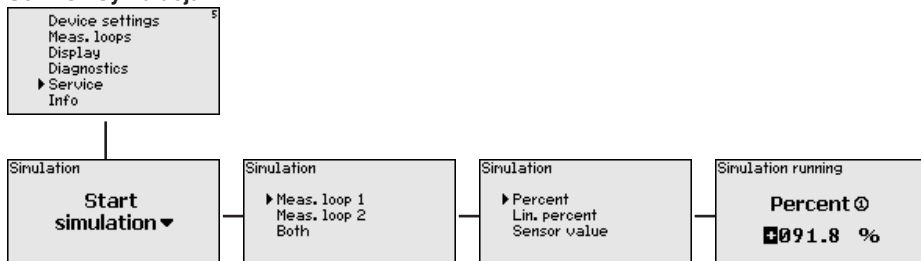 Device settings
5
Meas. loops
Display
Diagnostics
Service
Info
Simulation
Start
simulation
Simulation
Meas. loop 1
Meas. loop 2
Both
Simulation
Percent
Lin. percent
Sensor value
Simulation running
Percent ①
+091.8 %